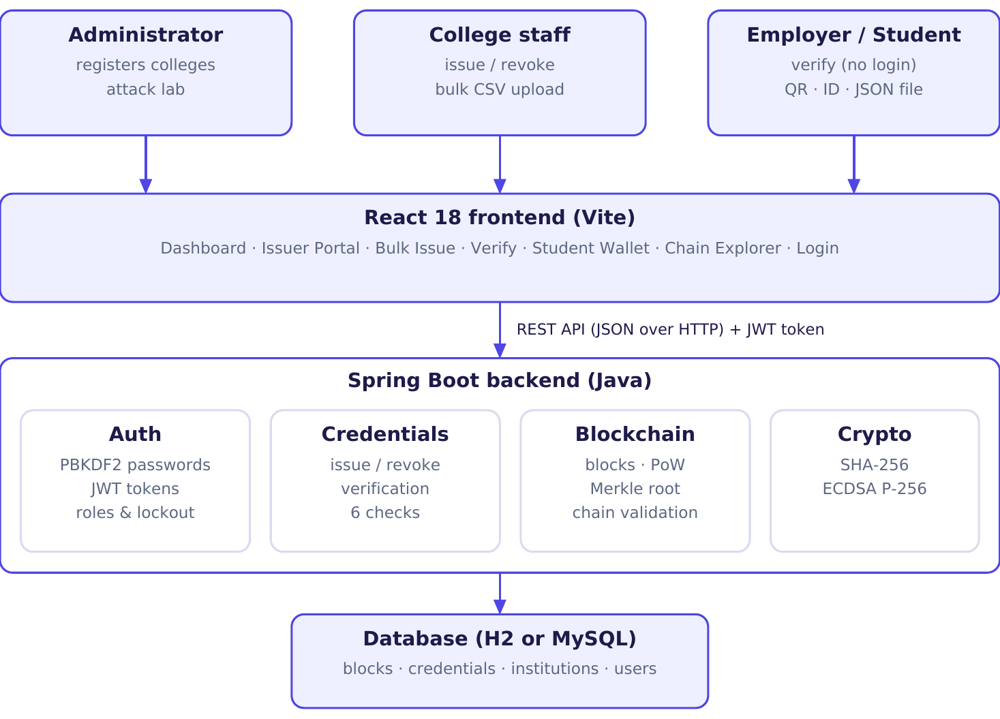 Administrator
registers colleges
attack lab
College staff
issue / revoke
bulk CSV upload
Employer / Student
verify (no login)
QR · ID · JSON file
React 18 frontend (Vite)
Dashboard · Issuer Portal · Bulk Issue · Verify · Student Wallet · Chain Explorer · Login
REST API (JSON over HTTP) + JWT token
Spring Boot backend (Java)
Auth
PBKDF2 passwords
JWT tokens
roles & lockout
Credentials
issue / revoke
verification
6 checks
Blockchain
blocks · PoW
Merkle root
chain validation
Crypto
SHA-256
ECDSA P-256
Database (H2 or MySQL)
blocks · credentials · institutions · users